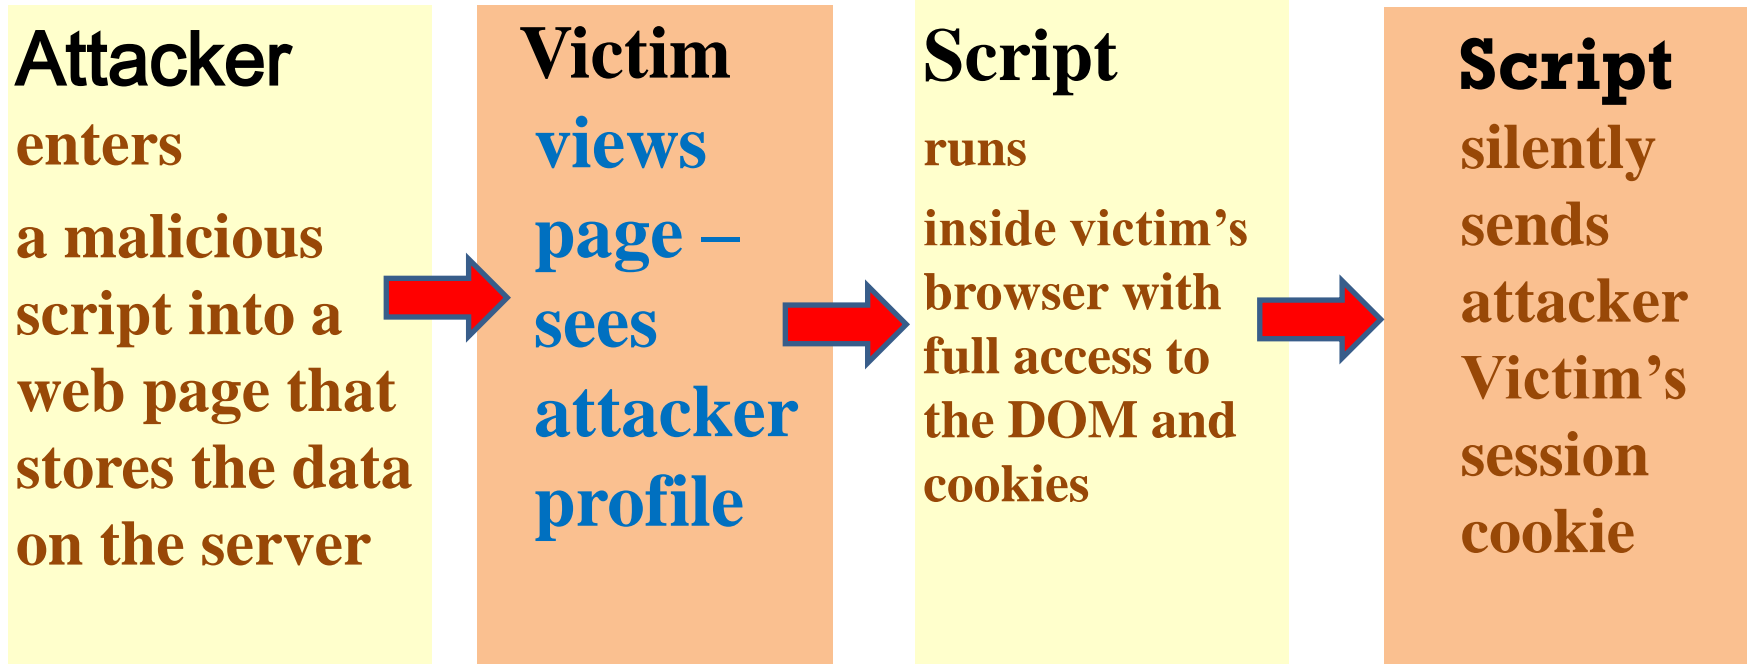 Attacker
enters
a malicious
script into a
web page that
stores the data
on the server
Victim
views
page –
sees
attacker
profile
Script
runs
inside victim’s
browser with
full access to
the DOM and
cookies
Script
silently
sends
attacker
Victim’s
session
cookie